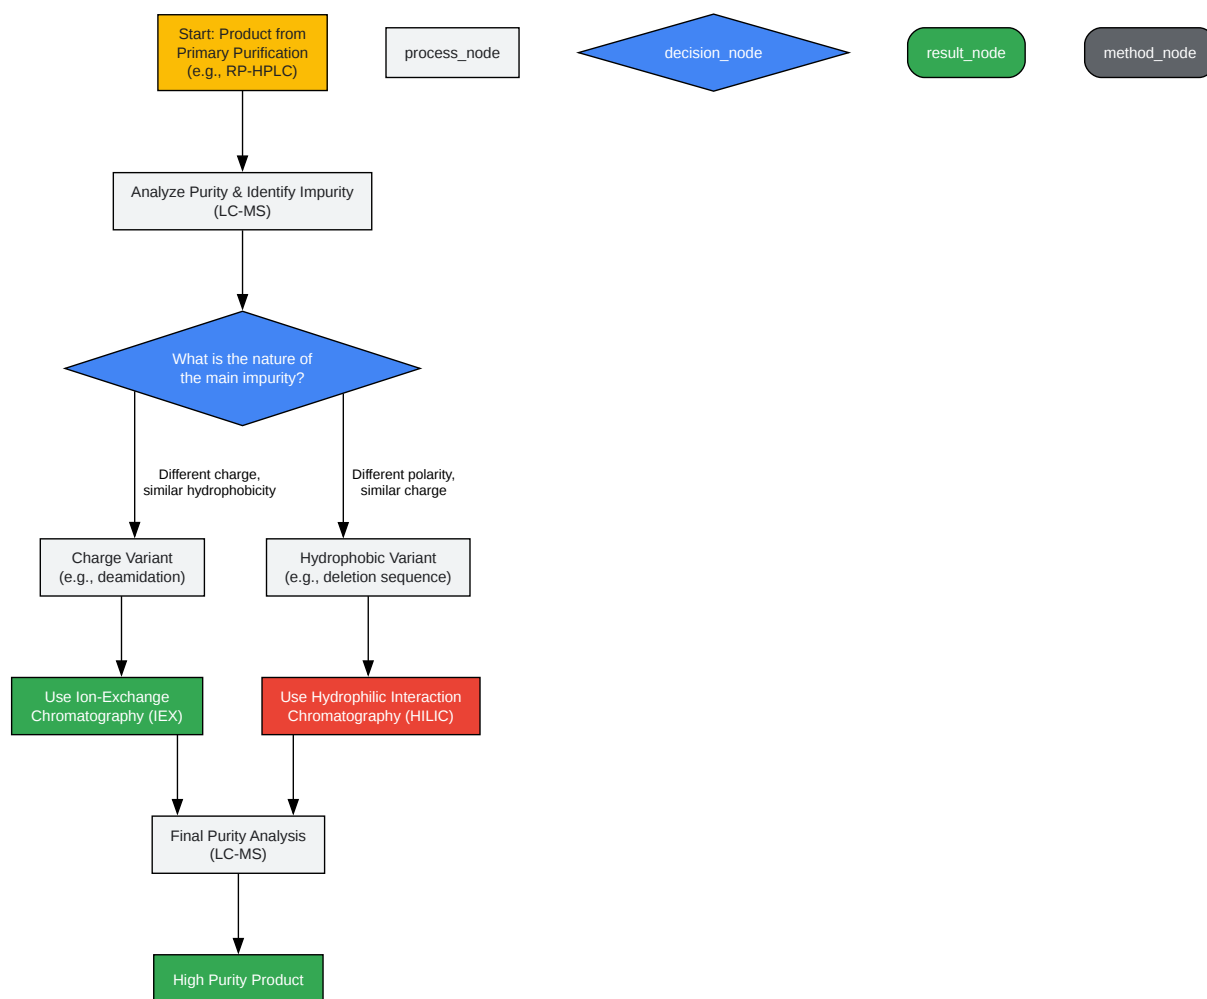 Start: Product from
Primary Purification
(e.g., RP-HPLC)
process_node
decision_node
result_node
method_node
Analyze Purity & Identify Impurity
(LC-MS)
What is the nature of
the main impurity?
Different charge,
similar hydrophobicity
Different polarity,
similar charge
Charge Variant
(e.g., deamidation)
Hydrophobic Variant
(e.g., deletion sequence)
Use Ion-Exchange
Chromatography (IEX)
Use Hydrophilic Interaction
Chromatography (HILIC)
Final Purity Analysis
(LC-MS)
High Purity Product